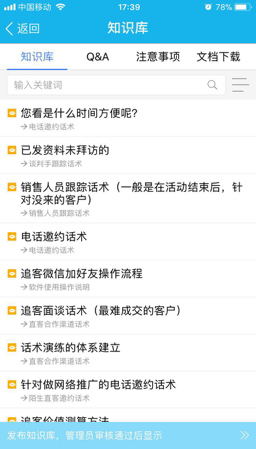 中国移动 17:39 78%
返回 知识库
知识库 Q&A 注意事项 文档下载
输入关键词
您看是什么时间方便呢?
→电话邀约话术
已发资料未拜访的
→谈判手跟踪话术
销售人员跟踪话术（一般是在活动结束后，针
对没来的客户）
→销售人员跟踪话术
电话邀约话术
→电话邀约话术
追客微信加好友操作流程
→软件使用操作说明
追客面谈话术（最难成交的客户）
→直客合作渠道话术
话术演练的体系建立
→直客合作渠道话术
针对做网络推广的电话邀约话术
→陌生直客邀约话术
追客价值测算方法
发布知识库，管理员审核通过后显示